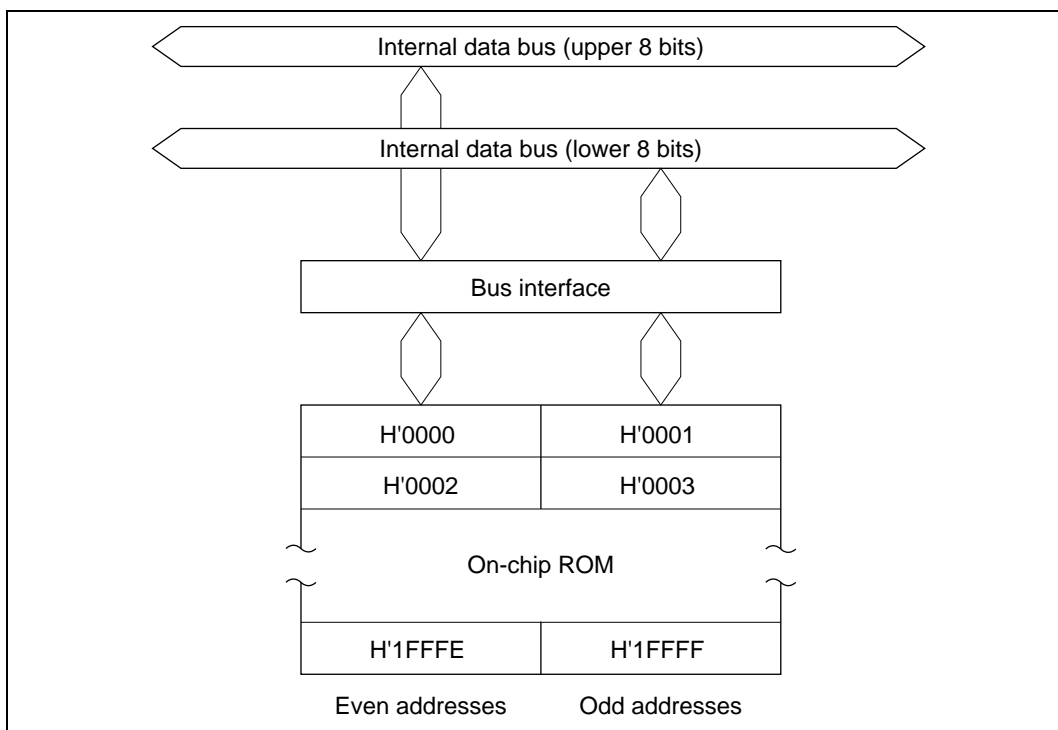 Internal data bus (upper 8 bits)
Internal data bus (lower 8 bits)
Bus interface
H'0000 H'0001
H'0002 H'0003
On-chip ROM
H'1FFFE H'1FFFF
Even addresses Odd addresses